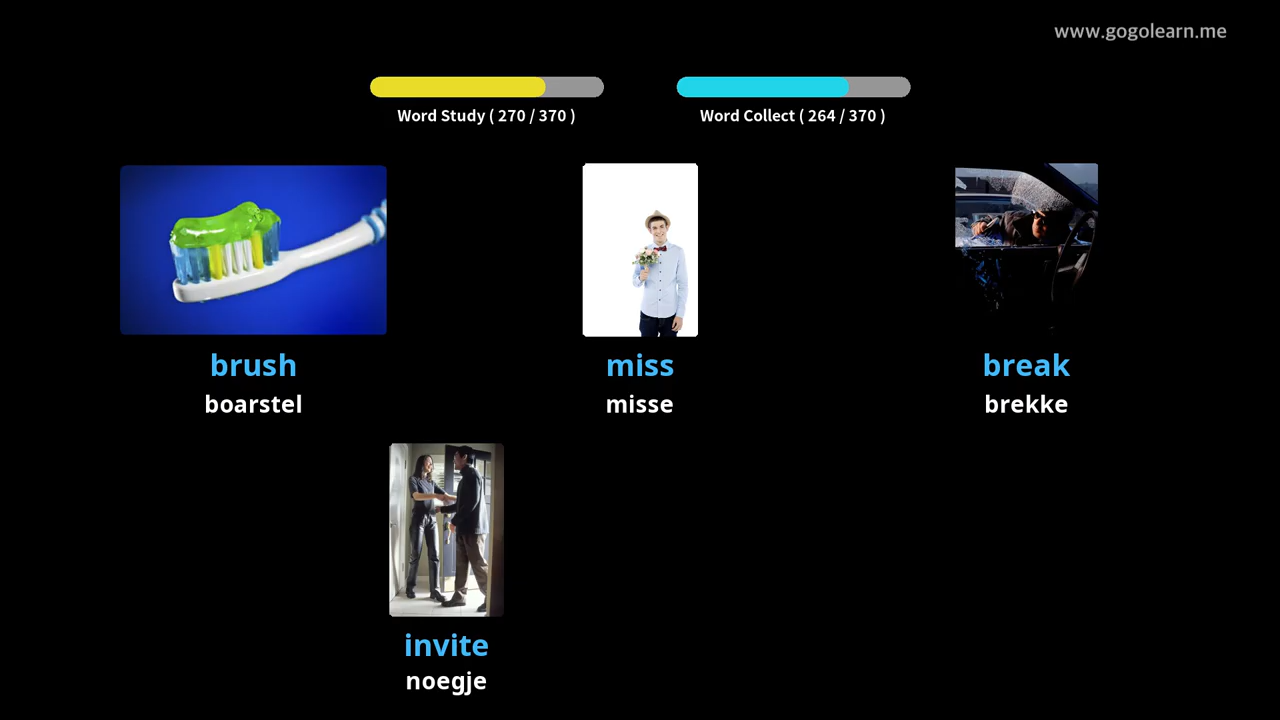 www.gogolearn.me
Word Study ( 270 / 370 )
Word Collect ( 264 / 370 )
brush
boarstel
miss
misse
break
brekke
invite
noegje